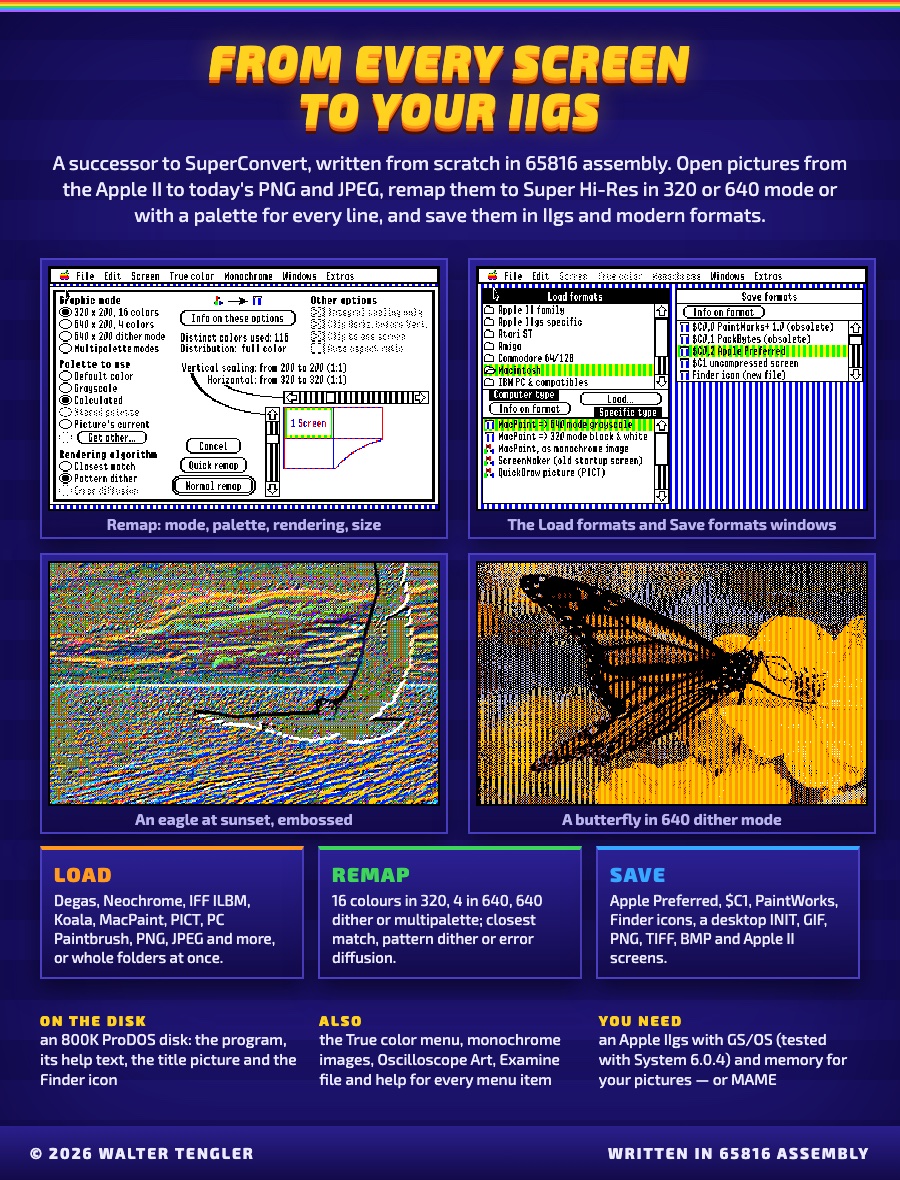 FROM EVERY SCREEN
TO YOUR IIGS
A successor to SuperConvert, written from scratch in 65816 assembly. Open pictures from
the Apple II to today's PNG and JPEG, remap them to Super Hi-Res in 320 or 640 mode or
with a palette for every line, and save them in IIgs and modern formats.
File Edit Screen True color Monochrome Windows Extras
Graphic mode
320 x 200, 16 colors
640 x 200, 4 colors
640 x 200 dither mode
Multipalette modes
Palette to use
Default color
Grayscale
Calculated
Stored palette
Picture's current
Get other...
Rendering algorithm
Closest match
Pattern dither
Error diffusion
Info on these options
Distinct colors used: 116
Distribution: full color
Other options
Integral scaling only
Clip to one screen
Auto aspect ratio
Vertical scaling: from 200 to 200 (1:1)
Horizontal: from 320 to 320 (1:1)
1 Screen
Cancel
Quick remap
Normal remap
Remap: mode, palette, rendering, size
File Edit Screen True color Monochrome Windows Extras
Load formats
Apple II family
Apple IIgs specific
Atari ST
Amiga
Commodore 64/128
Macintosh
IBM PC & compatibles
Computer type
Info on format
Load...
Specific type
MacPaint => 640 mode grayscale
MacPaint => 320 mode black & white
MacPaint, as monochrome image
ScreenMaker (old startup screen)
QuickDraw picture (PICT)
Save formats
Info on format
$C0,0 PaintWorks+ 1.0 (obsolete)
$C0,1 PackBytes (obsolete)
$C0,2 Apple Preferred
$C1 uncompressed screen
Finder icon (new file)
The Load formats and Save formats windows
An eagle at sunset, embossed
A butterfly in 640 dither mode
LOAD
Degas, Neochrome, IFF ILBM,
Koala, MacPaint, PICT, PC
Paintbrush, PNG, JPEG and more,
or whole folders at once.
REMAP
16 colours in 320, 4 in 640, 640
dither or multipalette; closest
match, pattern dither or error
diffusion.
SAVE
Apple Preferred, $C1, PaintWorks,
Finder icons, a desktop INIT, GIF,
PNG, TIFF, BMP and Apple II
screens.
ON THE DISK
an 800K ProDOS disk: the program,
its help text, the title picture and the
Finder icon
ALSO
the True color menu, monochrome
images, Oscilloscope Art, Examine
file and help for every menu item
YOU NEED
an Apple IIgs with GS/OS (tested
with System 6.0.4) and memory for
your pictures — or MAME
© 2026 WALTER TENGLER
WRITTEN IN 65816 ASSEMBLY